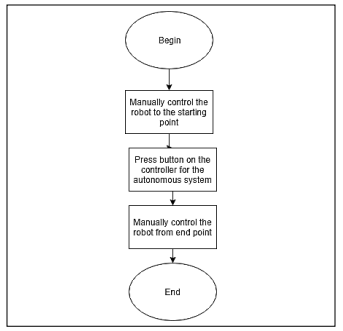 Begin
Manually control the
robot to the starting
point
Press button on the
controller for the
autonomous system
Manually control the
robot from end point
End